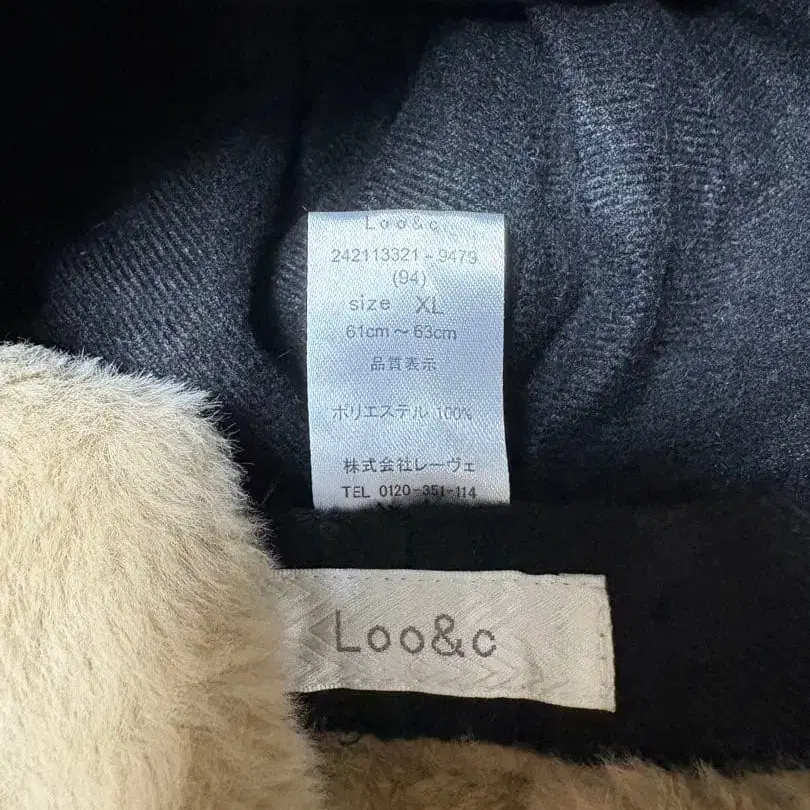 Loo&c
242113321-9479
(94)
size XL
61cm～63cm
品質表示
ポリエステル 100%
株式会社レーヴェ
TEL 0120-351-114
Loo&c